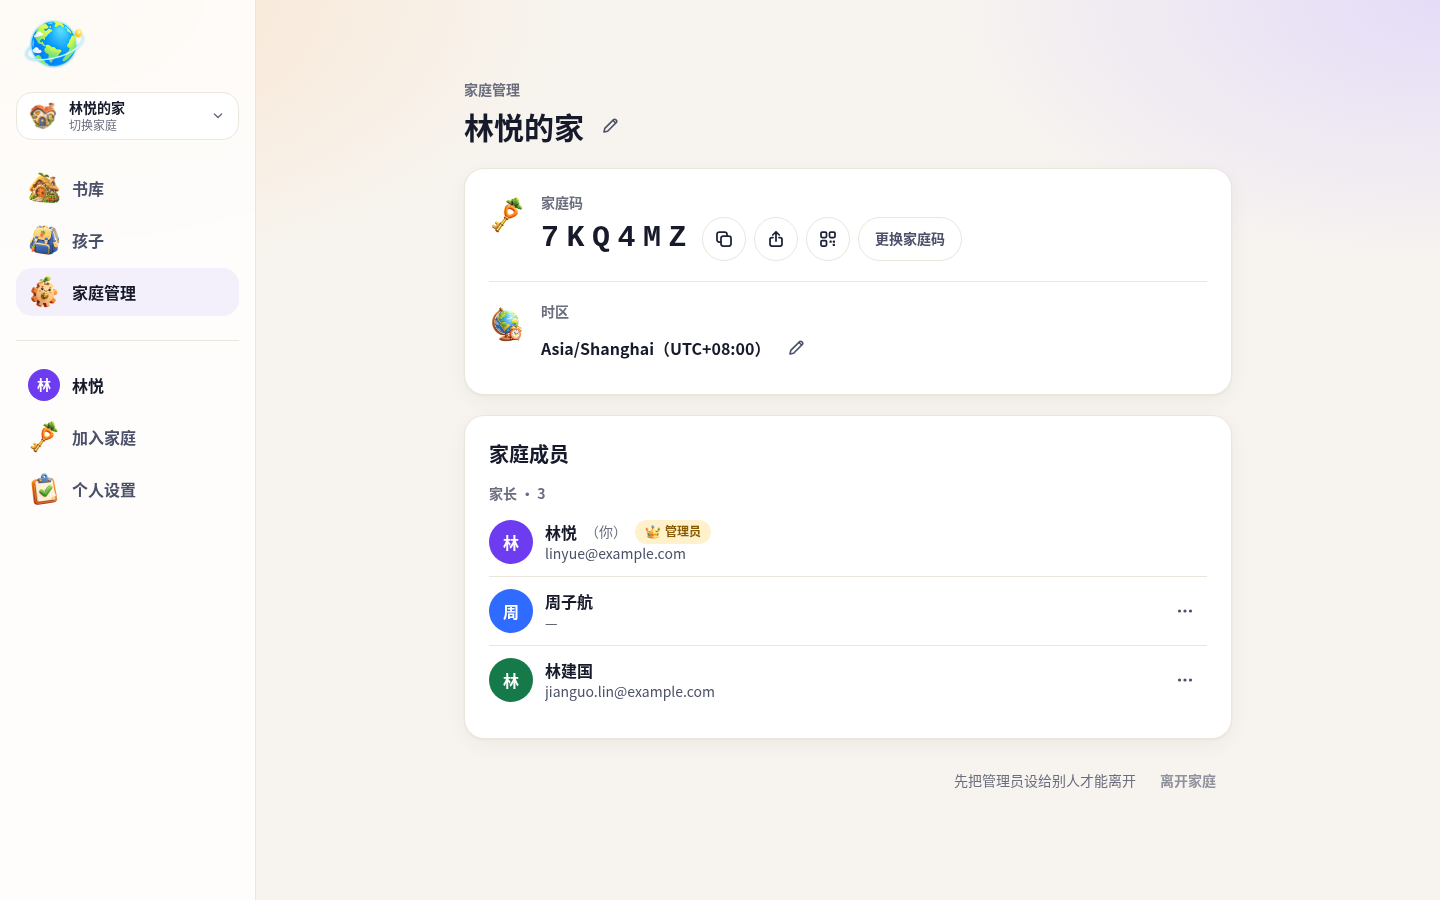 林悦的家
切换家庭
书库
孩子
家庭管理
林
林悦
加入家庭
个人设置
家庭管理
林悦的家
家庭码
7KQ4MZ
更换家庭码
时区
Asia/Shanghai（UTC+08:00）
家庭成员
家长 · 3
林
林悦 （你） 管理员
linyue@example.com
周
周子航
—
林
林建国
jianguo.lin@example.com
先把管理员设给别人才能离开 离开家庭